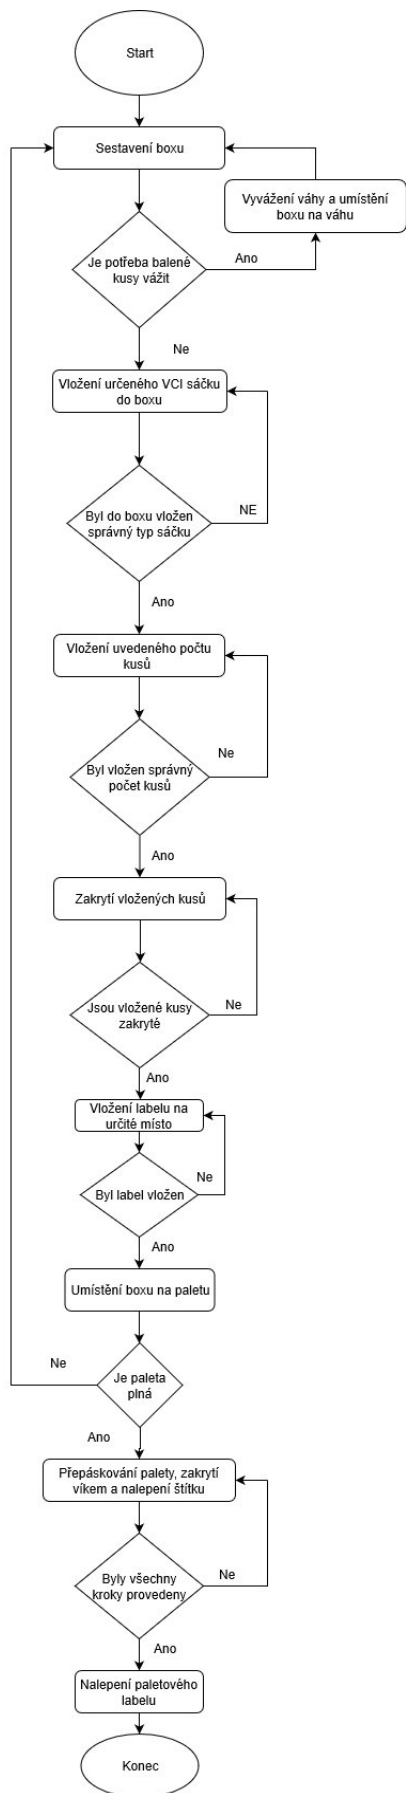 Start
Sestavení boxu
Vyvážení váhy a umístění
boxu na váhu
Je potřeba balené
kusy vážit
Ano
Ne
Vložení určeného VCI sáčku
do boxu
Byl do boxu vložen
správný typ sáčku
NE
Ano
Vložení uvedeného počtu
kusů
Ne
Byl vložen správný
počet kusů
Ano
Zakrytí vložených kusů
Jsou vložené kusy
zakryté
Ne
Ano
Vložení labelu na
určité místo
Ne
Byl label vložen
Ano
Umístění boxu na paletu
Ne
Je paleta
plná
Ano
Přepáskování palety, zakrytí
víkem a nalepení štítku
Byly všechny
kroky provedeny
Ne
Ano
Nalepení paletového
labelu
Konec